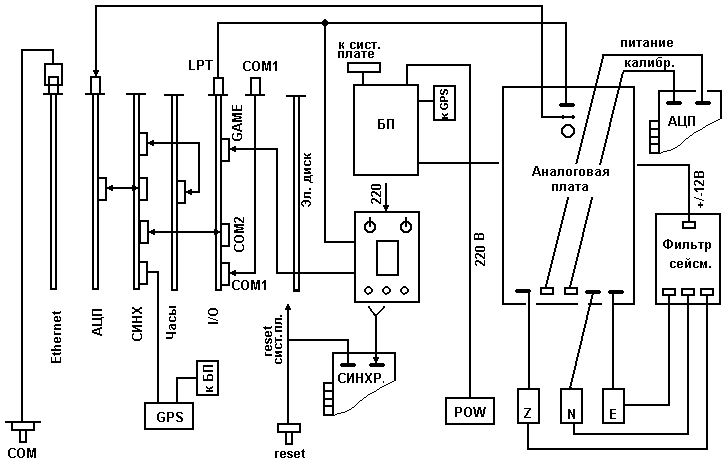 к сист.
плате
питание
калибр.
LPT
COM1
GAME
БП
к GPS
АЦП
Эл. диск
Аналоговая
плата
220
+/-12В
COM2
220 В
Фильтр
сейсм.
COM1
Ethernet
АЦП
СИНХ
Часы
I/O
reset
сист.пл.
к БП
СИНХР.
GPS
POW
Z
N
E
COM
reset